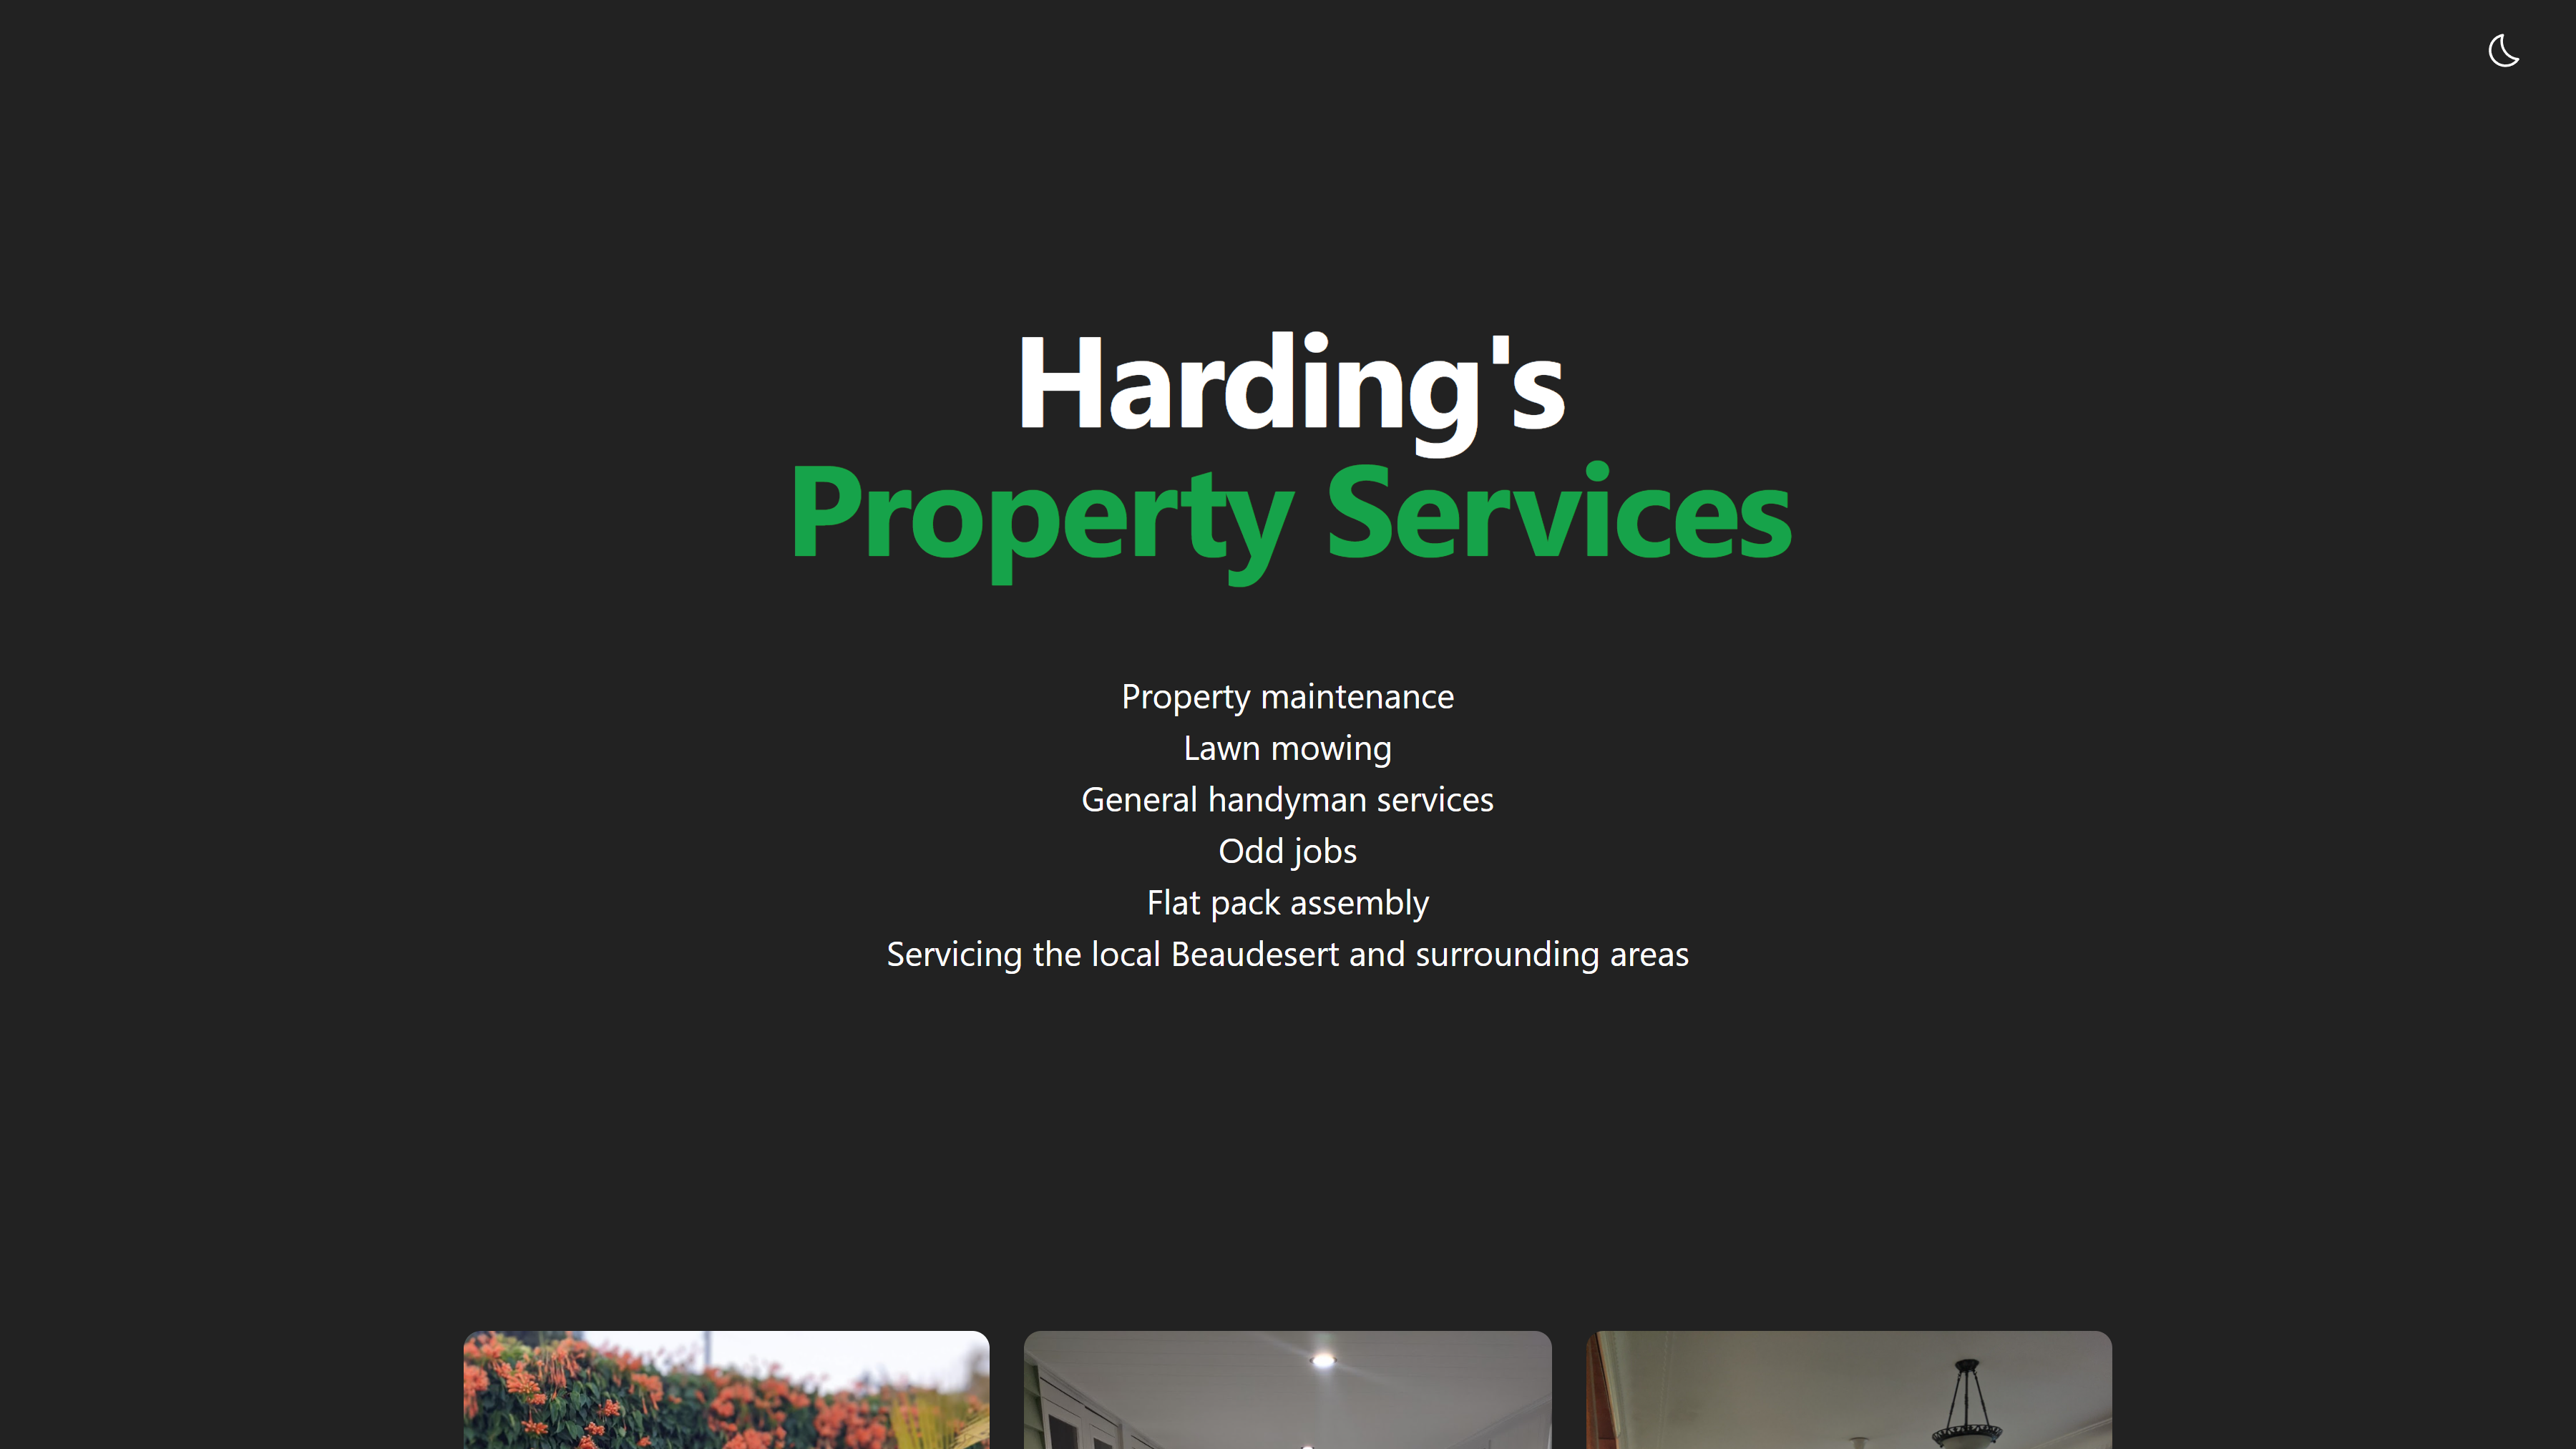 Harding's
Property Services
Property maintenance
Lawn mowing
General handyman services
Odd jobs
Flat pack assembly
Servicing the local Beaudesert and surrounding areas